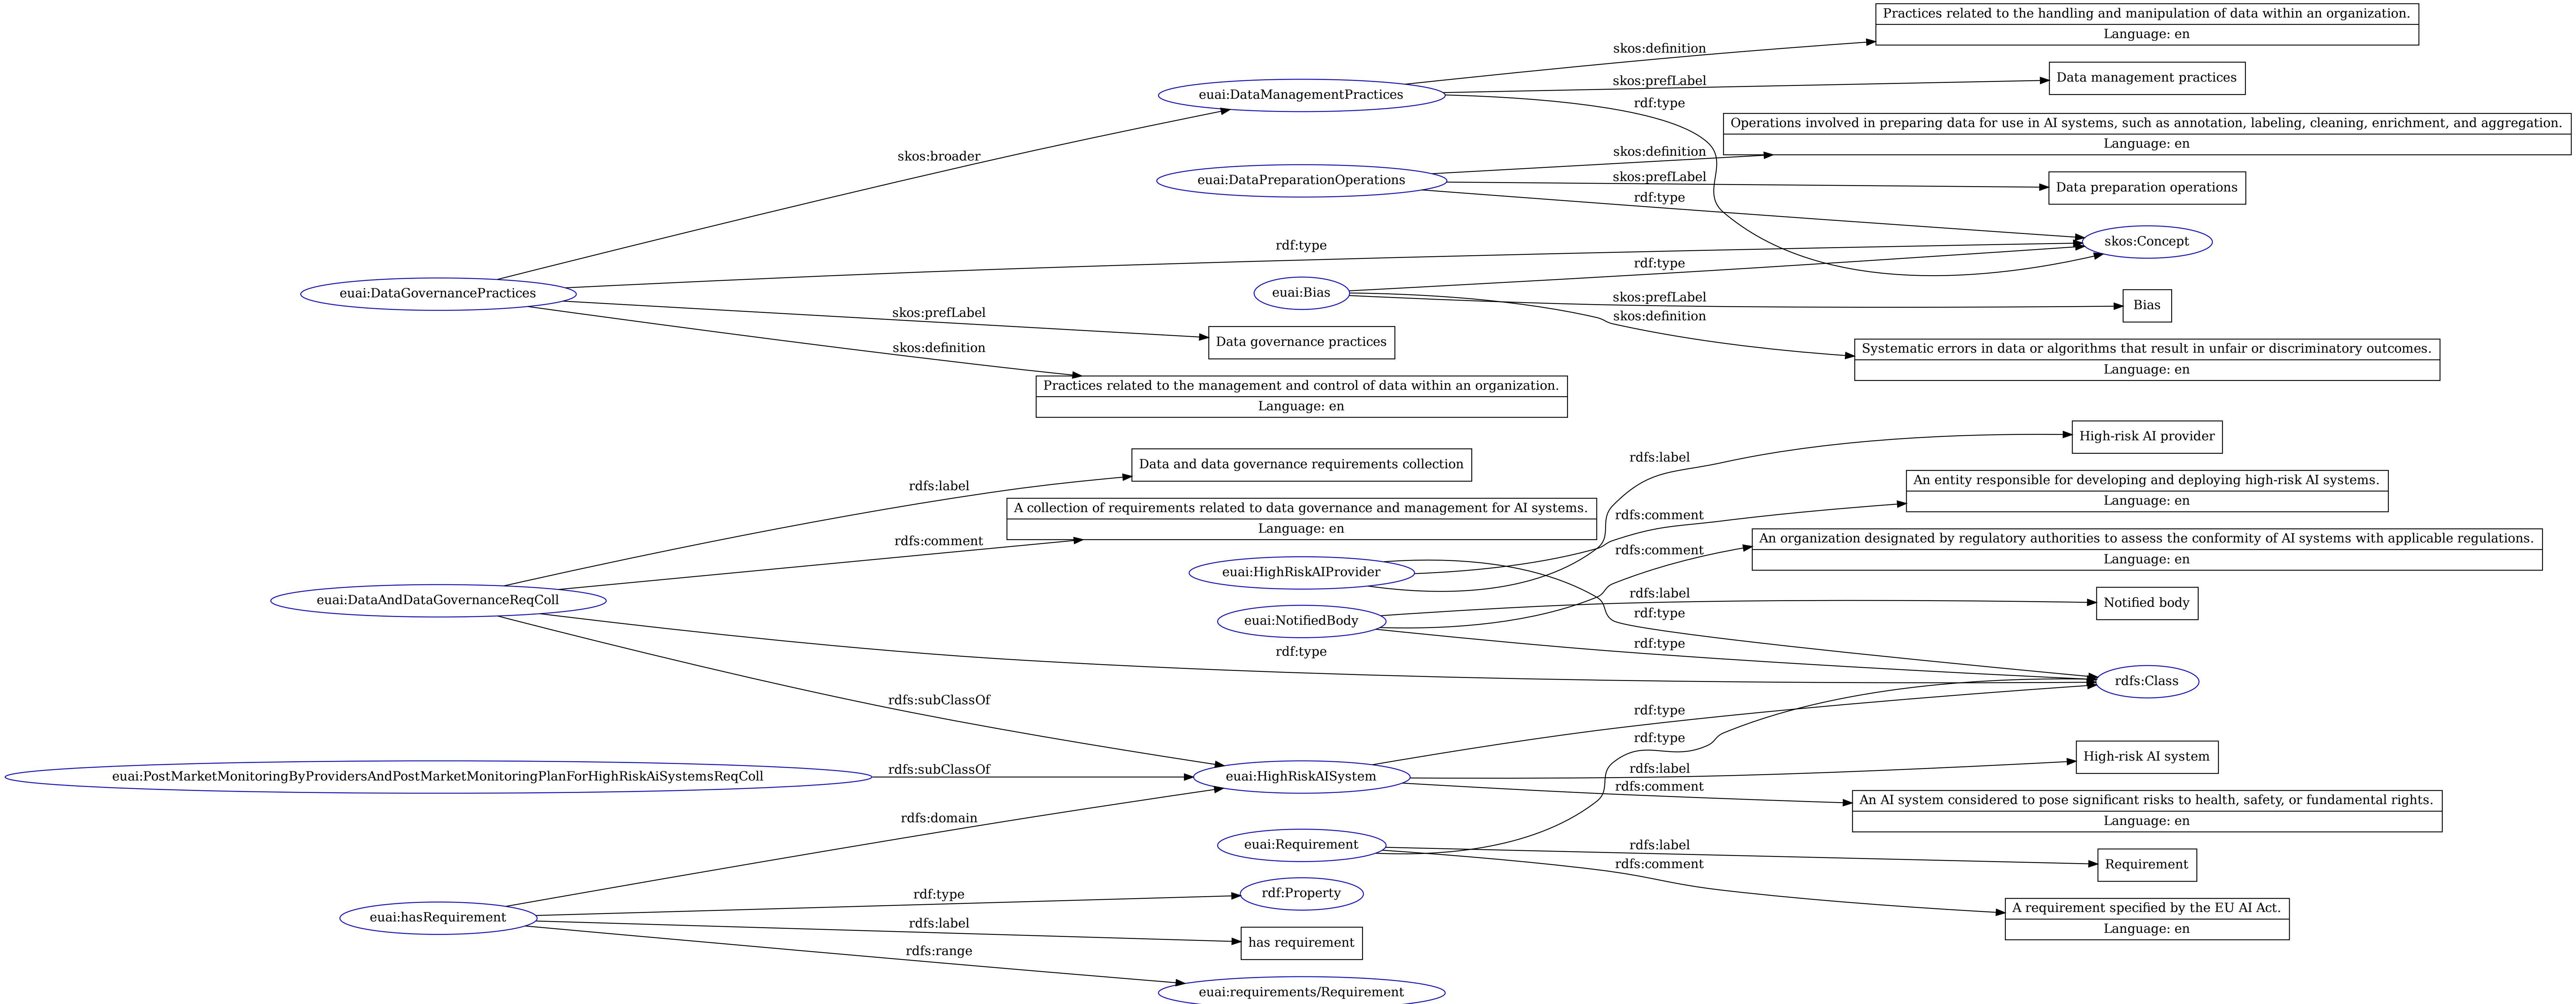 Practices related to the handling and manipulation of data within an organization.
Language: en
skos:definition
euai:DataManagementPractices
skos:prefLabel
Data management practices
rdf:type
Operations involved in preparing data for use in AI systems, such as annotation, labeling, cleaning, enrichment, and aggregation.
Language: en
skos:broader
skos:definition
euai:DataPreparationOperations
skos:prefLabel
Data preparation operations
rdf:type
skos:Concept
rdf:type
rdf:type
euai:DataGovernancePractices
euai:Bias
skos:prefLabel
Bias
skos:definition
skos:prefLabel
Data governance practices
skos:definition
Systematic errors in data or algorithms that result in unfair or discriminatory outcomes.
Language: en
Practices related to the management and control of data within an organization.
Language: en
High-risk AI provider
rdfs:label
Data and data governance requirements collection
rdfs:label
An entity responsible for developing and deploying high-risk AI systems.
Language: en
A collection of requirements related to data governance and management for AI systems.
Language: en
rdfs:comment
rdfs:comment
An organization designated by regulatory authorities to assess the conformity of AI systems with applicable regulations.
Language: en
rdfs:comment
euai:HighRiskAIProvider
euai:DataAndDataGovernanceReqColl
rdfs:label
Notified body
rdf:type
euai:NotifiedBody
rdf:type
rdf:type
rdfs:Class
rdfs:subClassOf
rdf:type
rdf:type
High-risk AI system
rdfs:label
euai:PostMarketMonitoringByProvidersAndPostMarketMonitoringPlanForHighRiskAiSystemsReqColl
rdfs:subClassOf
euai:HighRiskAISystem
rdfs:comment
An AI system considered to pose significant risks to health, safety, or fundamental rights.
Language: en
rdfs:domain
euai:Requirement
rdfs:label
Requirement
rdfs:comment
rdf:type
rdf:Property
euai:hasRequirement
rdfs:label
has requirement
A requirement specified by the EU AI Act.
Language: en
rdfs:range
euai:requirements/Requirement